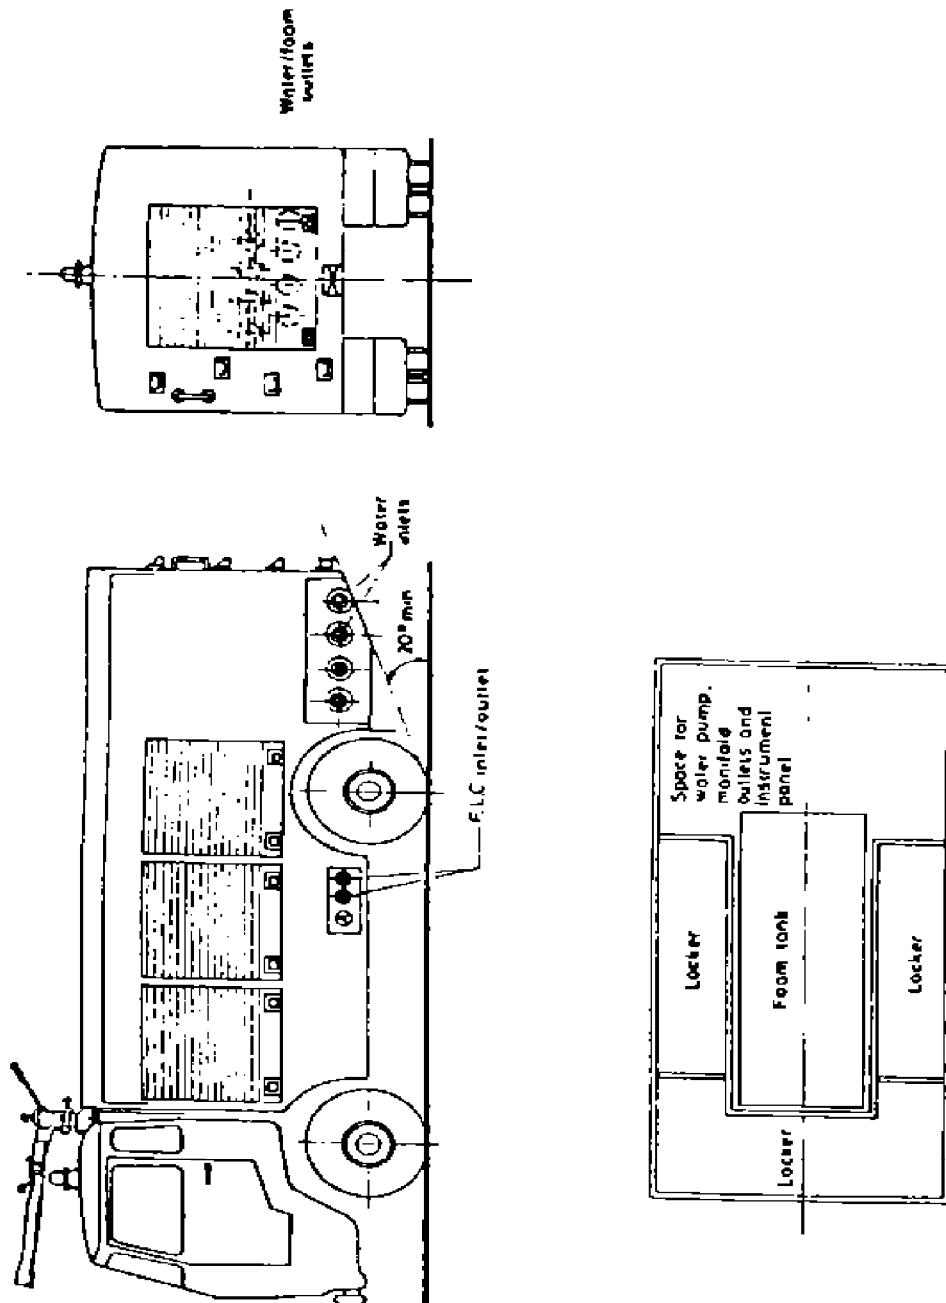 Water/foam
outlets
Water
inlets
20° min
F.L.C inlet/outlet
Space for
water pump,
manifold
outlets and
instrument
panel
Locker
Foam tank
Locker
Locker